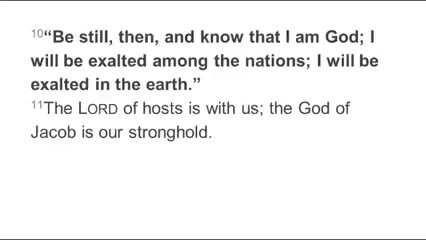 10“Be still, then, and know that I am God; I
will be exalted among the nations; I will be
exalted in the earth.”
11The LORD of hosts is with us; the God of
Jacob is our stronghold.